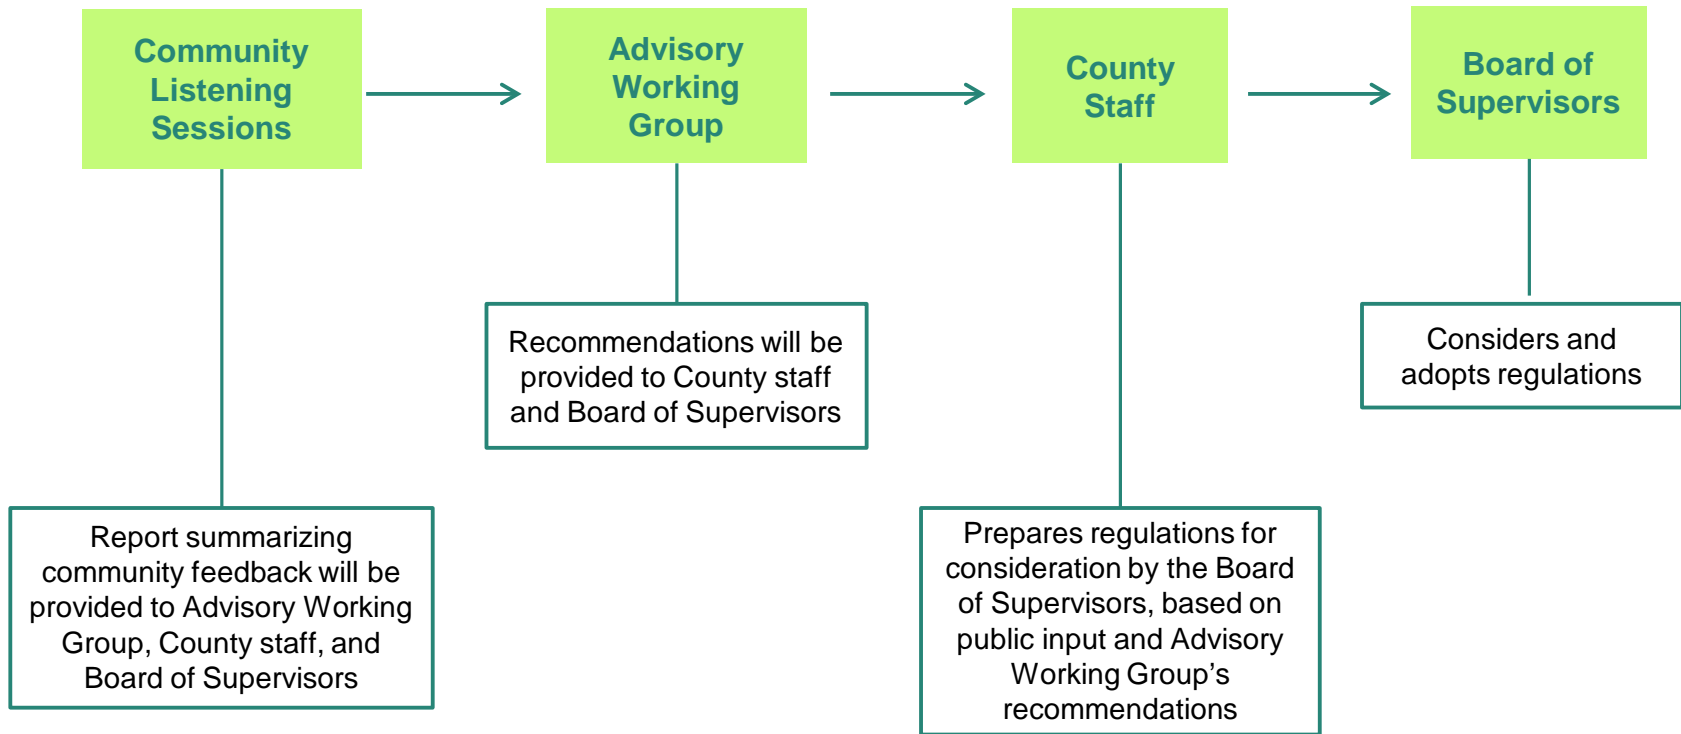 Community
Listening
Sessions
Advisory
Working
Group
County
Staff
Board of
Supervisors
Recommendations will be
provided to County staff
and Board of Supervisors
Considers and
adopts regulations
Report summarizing
community feedback will be
provided to Advisory Working
Group, County staff, and
Board of Supervisors
Prepares regulations for
consideration by the Board
of Supervisors, based on
public input and Advisory
Working Group’s
recommendations